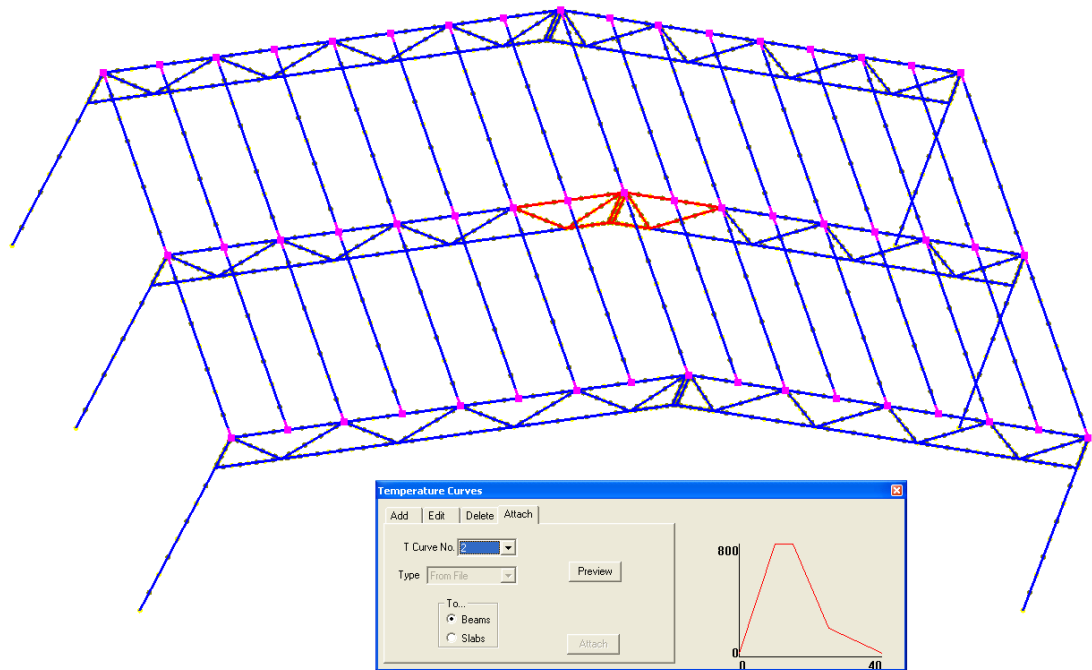 Temperature Curves
Add Edit Delete Attach
T Curve No. 2
Type From File
Preview
To...
Beams
Slabs
Attach
800
0
0 40